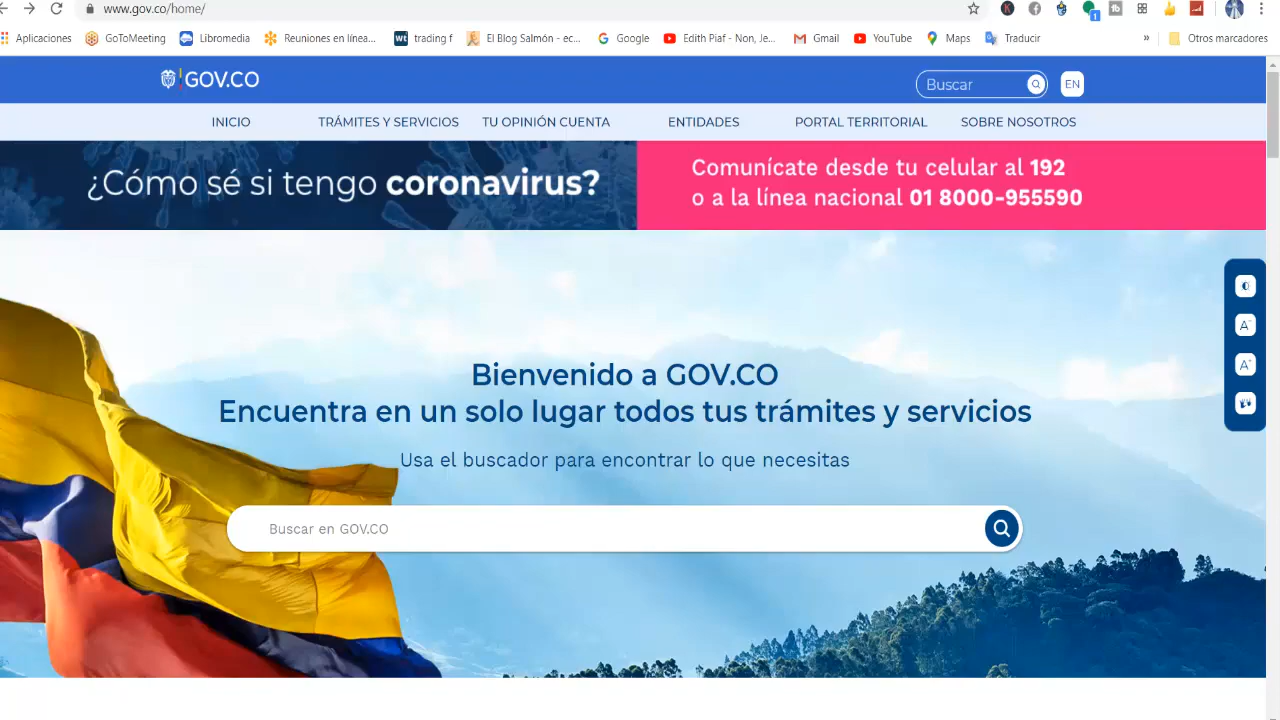 www.gov.co/home/
Aplicaciones GoToMeeting Libromedia Reuniones en línea... trading f El Blog Salmón - ec... Google Edith Piaf - Non, Je... Gmail YouTube Maps Traducir » Otros marcadores
GOV.CO Buscar EN
INICIO TRÁMITES Y SERVICIOS TU OPINIÓN CUENTA ENTIDADES PORTAL TERRITORIAL SOBRE NOSOTROS
¿Cómo sé si tengo coronavirus?
Comunícate desde tu celular al 192
o a la línea nacional 01 8000-955590
Bienvenido a GOV.CO
Encuentra en un solo lugar todos tus trámites y servicios
Usa el buscador para encontrar lo que necesitas
Buscar en GOV.CO
A-
A+